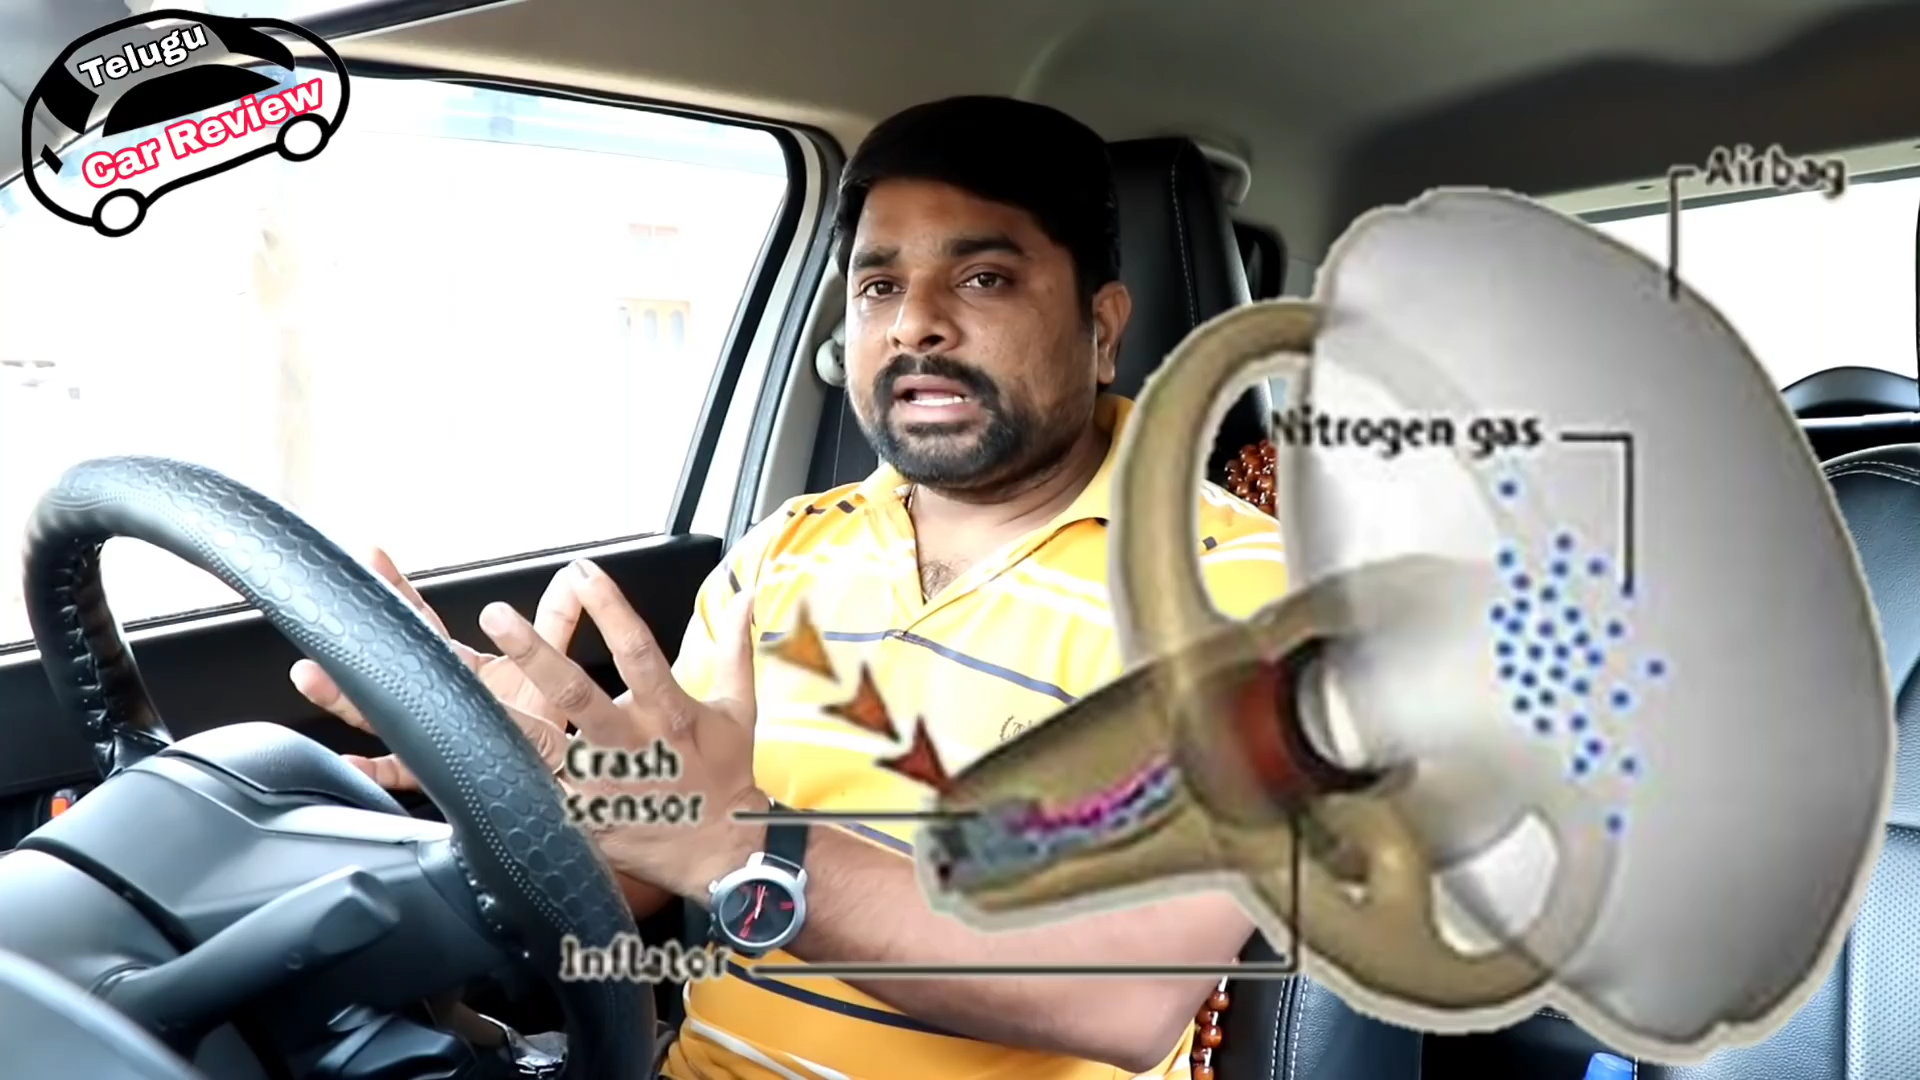 Telugu
Car Review
Airbag
Nitrogen gas
Crash
sensor
Inflator